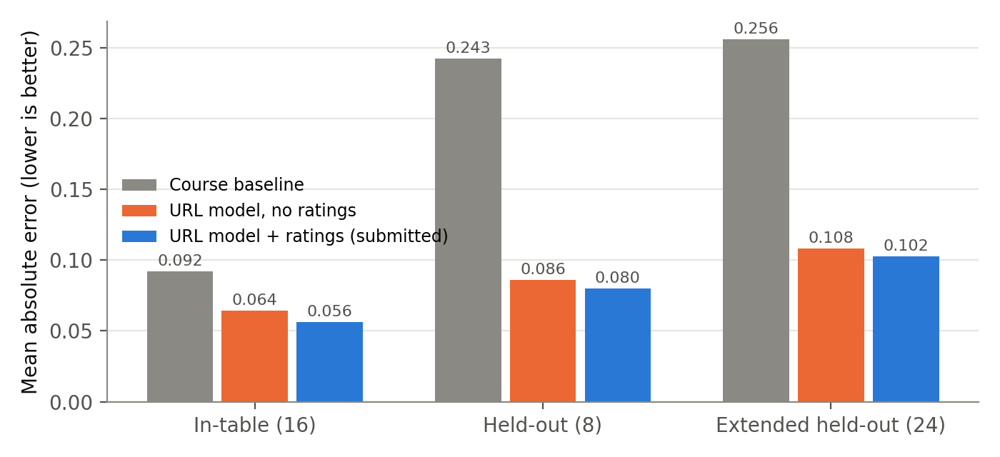 Mean absolute error (lower is better)
0.25
0.20
0.15
0.10
0.05
0.00
Course baseline
URL model, no ratings
URL model + ratings (submitted)
0.092
0.064
0.056
0.243
0.086
0.080
0.256
0.108
0.102
In-table (16)
Held-out (8)
Extended held-out (24)